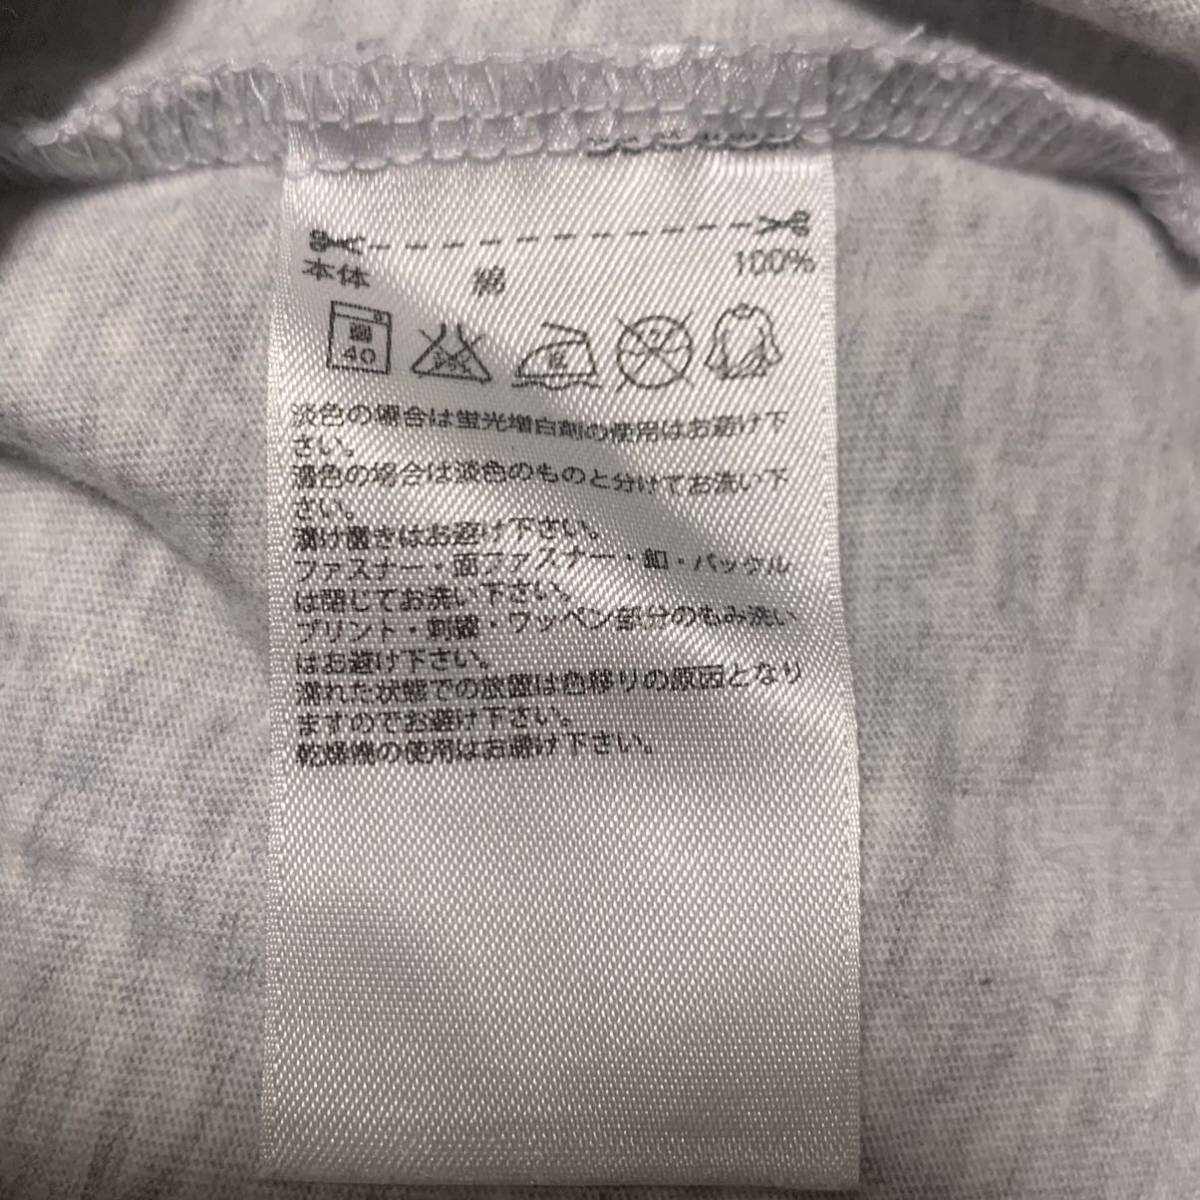 本体 綿 100%
40
淡色の場合は蛍光増白剤の使用はお避け下
さい。
濃色の場合は淡色のものと分けてお洗い下
さい。
漬け置きはお避け下さい。
ファスナー・面ファスナー・釦・バックル
は閉じてお洗い下さい。
プリント・刺繍・ワッペン部分のもみ洗い
はお避け下さい。
濡れた状態での放置は色移りの原因となり
ますのでお避け下さい。
乾燥機の使用はお避け下さい。